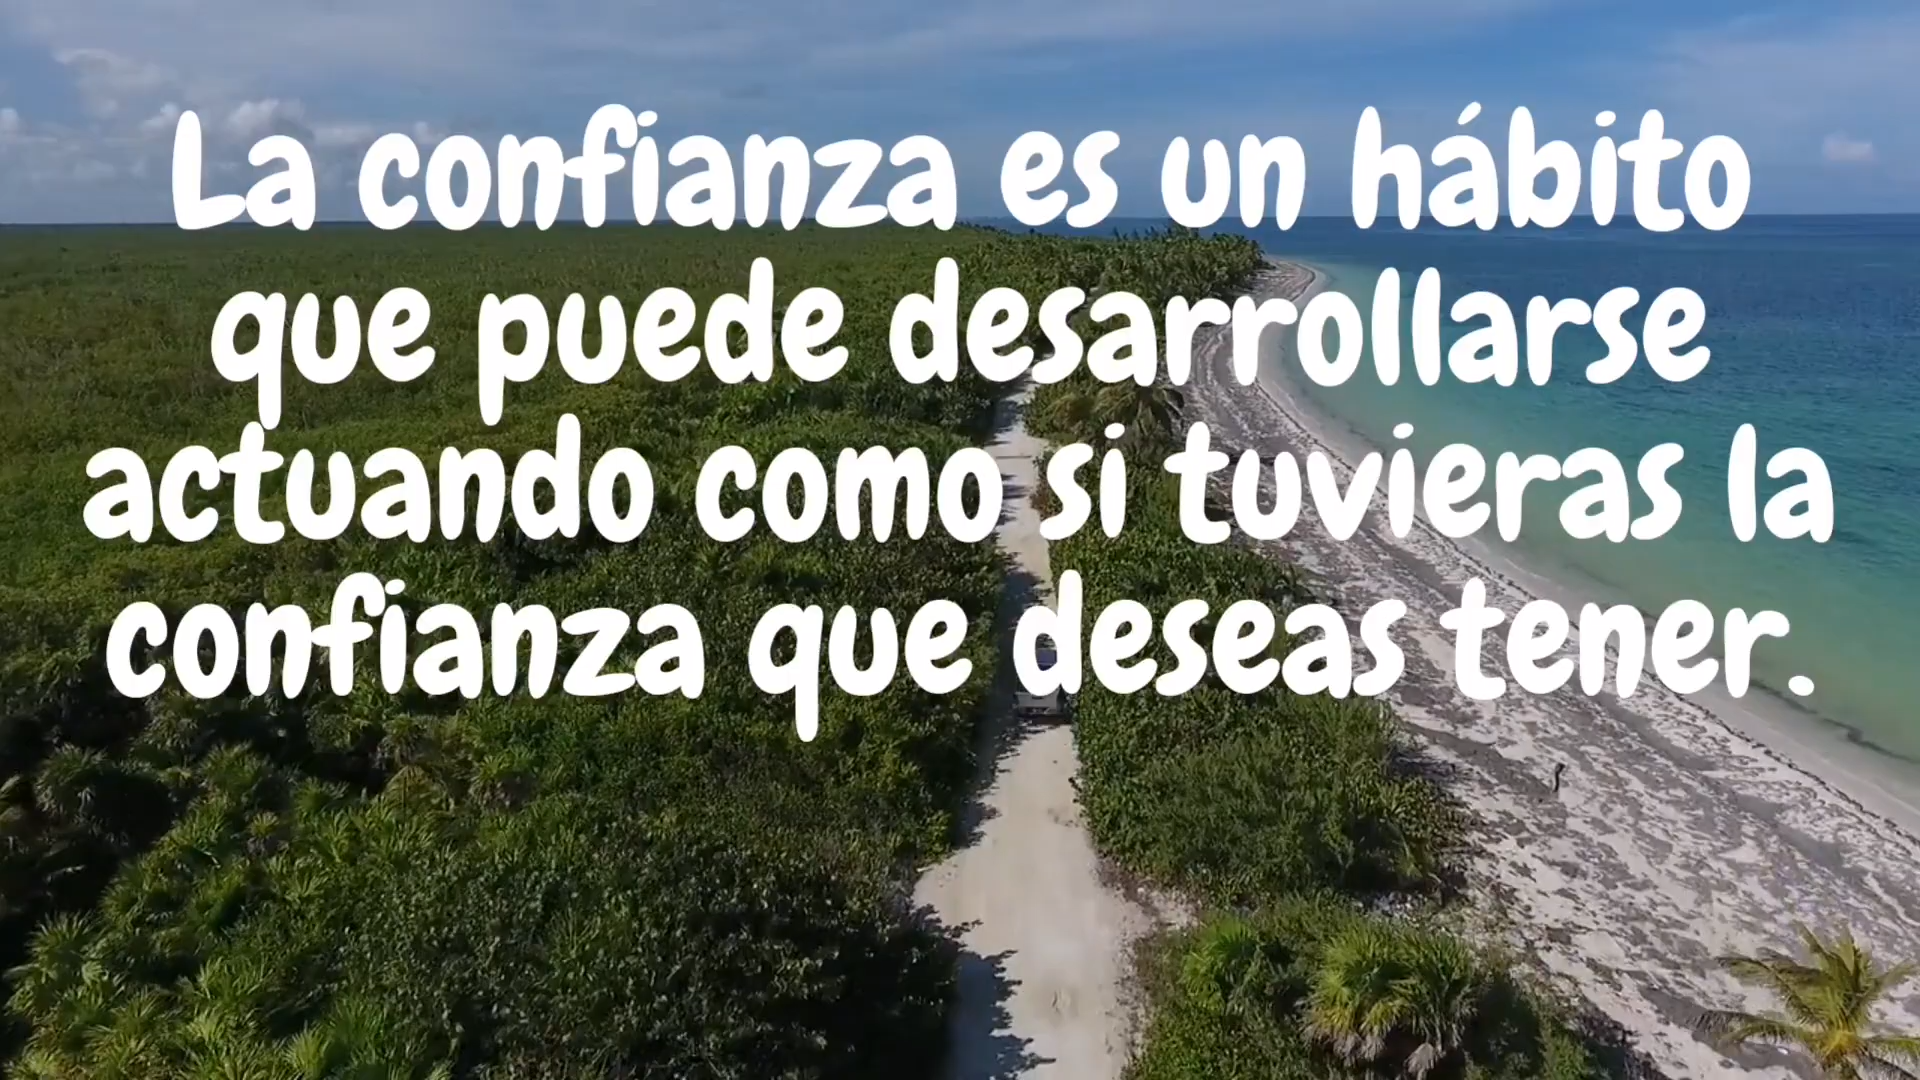 La confianza es un hábito
que puede desarrollarse
actuando como si tuvieras la
confianza que deseas tener.